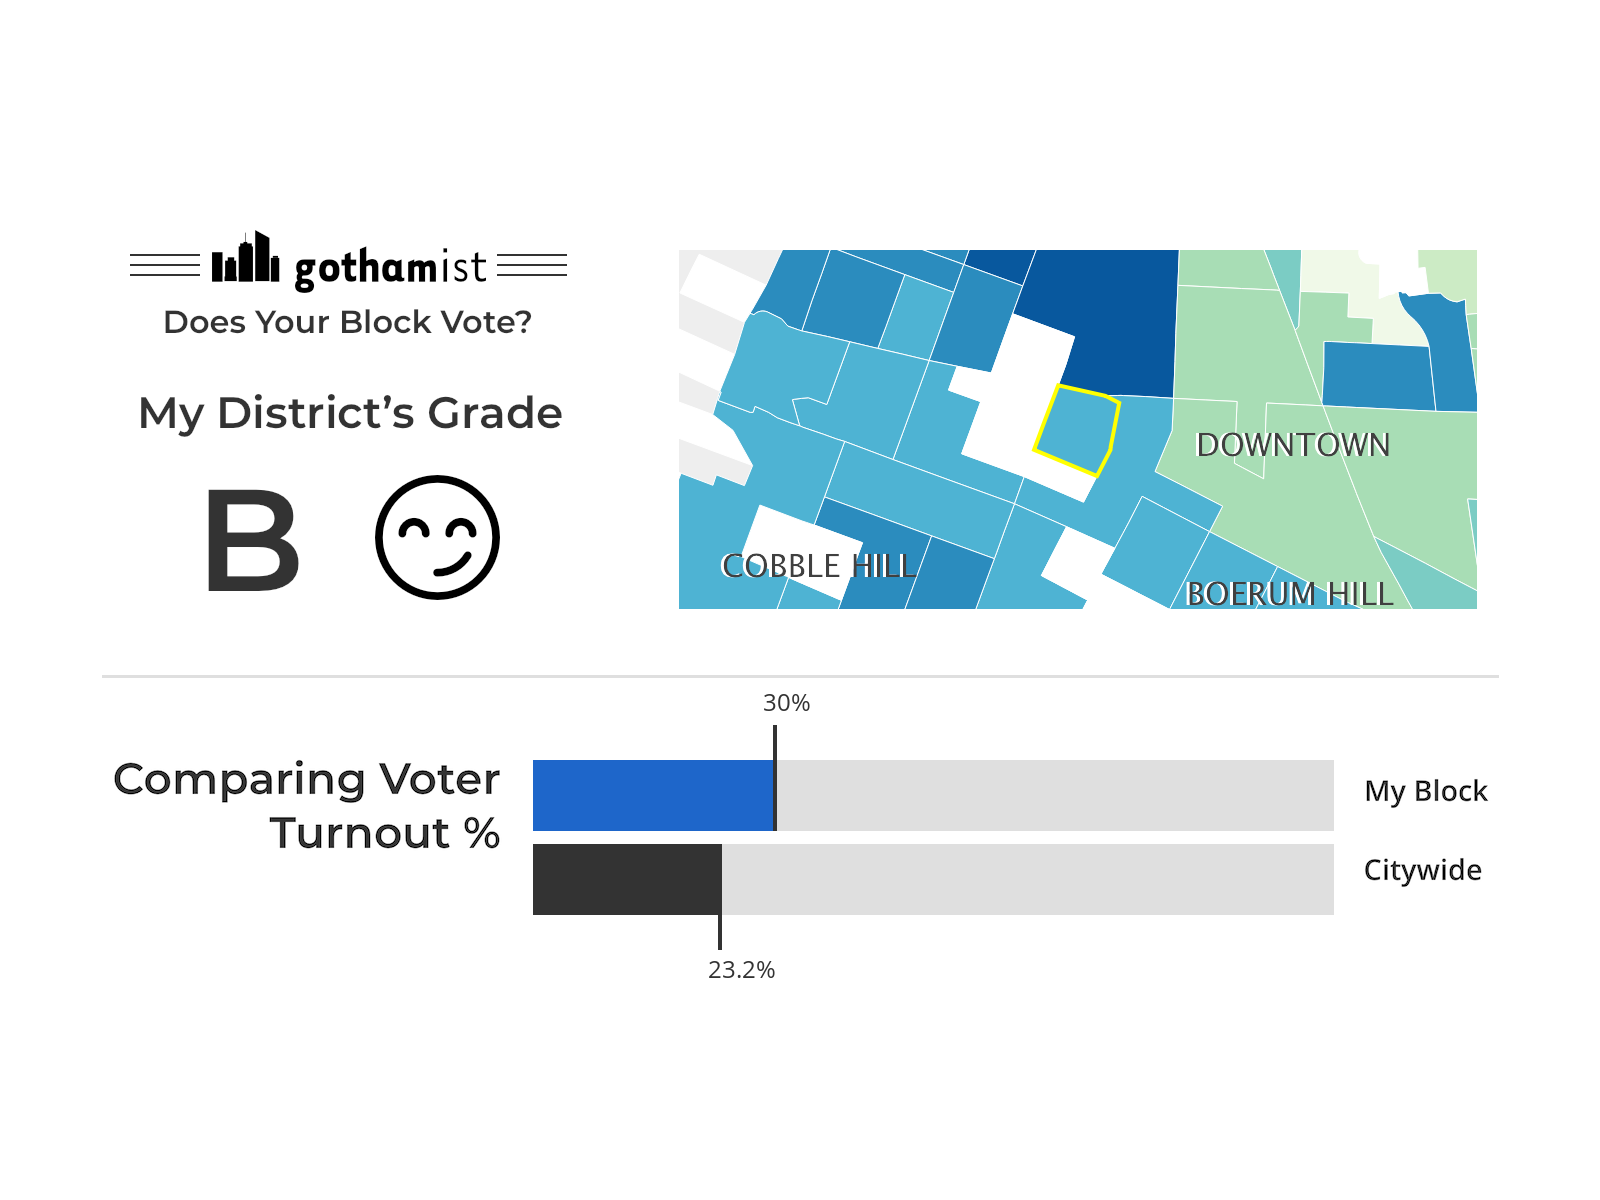 gothamist
Does Your Block Vote?
My District’s Grade
B
DOWNTOWN
COBBLE HILL
BOERUM HILL
30%
Comparing Voter
Turnout %
My Block
Citywide
23.2%